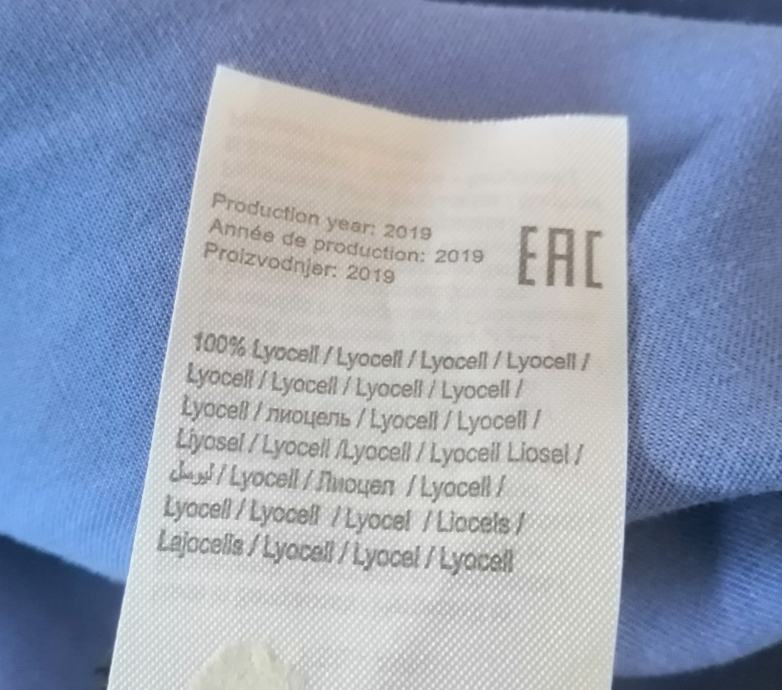 Production year: 2019
Année de production: 2019
Proizvodnjer: 2019
EAC
100% Lyocell / Lyocell / Lyocell / Lyocell /
Lyocell / Lyocell / Lyocell / Lyocell /
Lyocell / лиоцель / Lyocell / Lyocell /
Liyosel / Lyocell /Lyocell / Lyocell Liosel /
ليوسل / Lyocell / Лиоцел / Lyocell /
Lyocell / Lyocell / Lyocel / Liocels /
Lajocelis / Lyocell / Lyocel / Lyocell